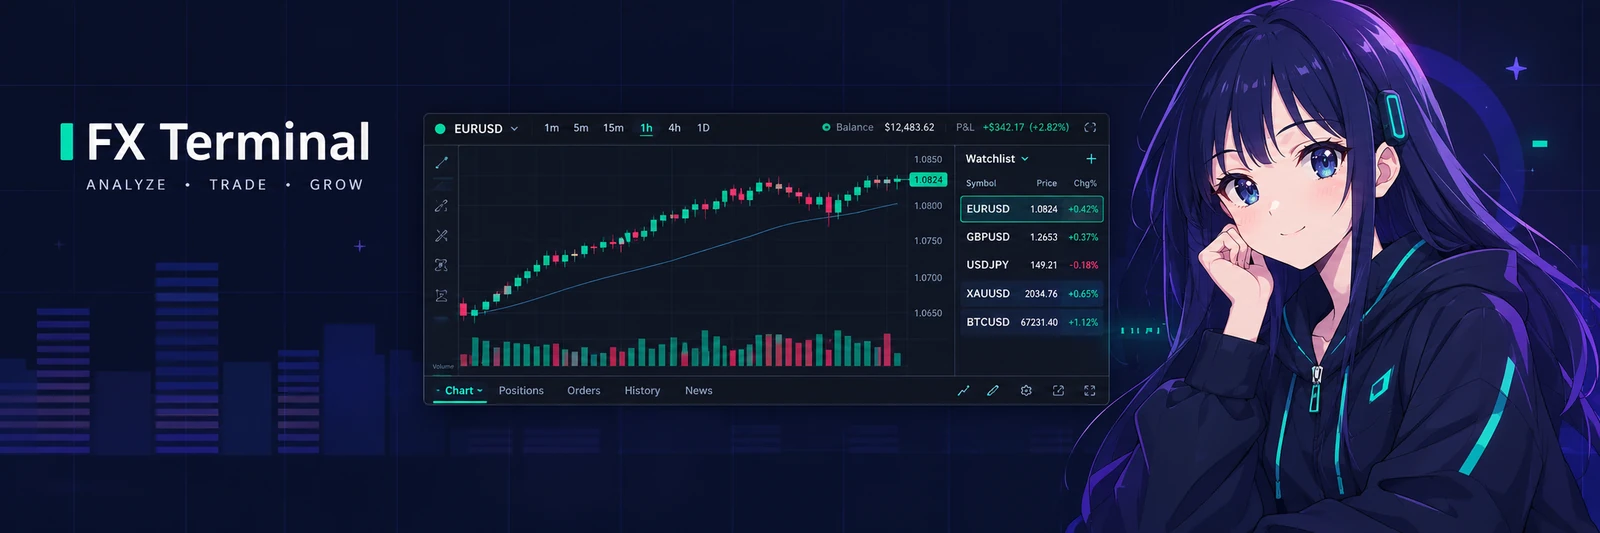 FX Terminal
ANALYZE • TRADE • GROW
EURUSD 1m 5m 15m 1h 4h 1D Balance $12,483.62 P&L +$342.17 (+2.82%)
1.0850
1.0824
1.0800
1.0750
1.0700
1.0650
Volume
Watchlist +
Symbol Price Chg%
EURUSD 1.0824 +0.42%
GBPUSD 1.2653 +0.37%
USDJPY 149.21 -0.18%
XAUUSD 2034.76 +0.65%
BTCUSD 67231.40 +1.12%
Chart Positions Orders History News